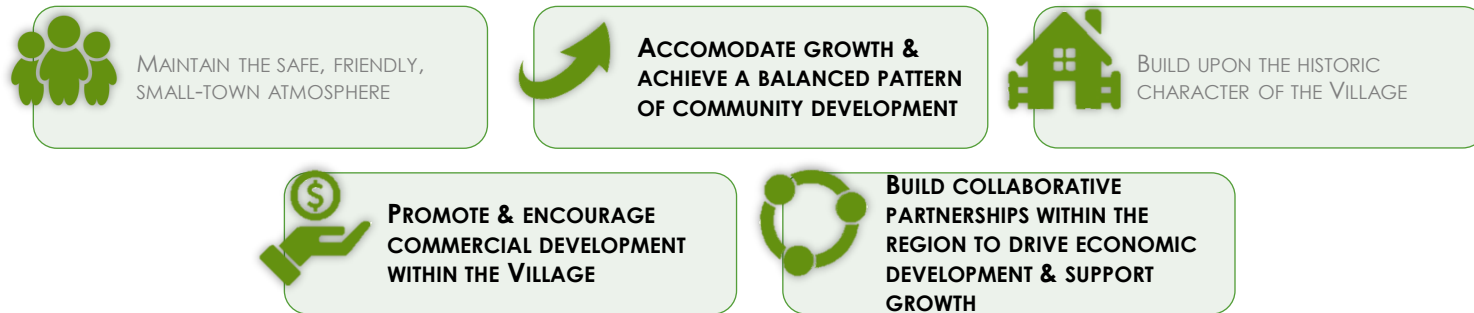 MAINTAIN THE SAFE, FRIENDLY,
SMALL-TOWN ATMOSPHERE
ACCOMODATE GROWTH &
ACHIEVE A BALANCED PATTERN
OF COMMUNITY DEVELOPMENT
BUILD UPON THE HISTORIC
CHARACTER OF THE VILLAGE
$
PROMOTE & ENCOURAGE
COMMERCIAL DEVELOPMENT
WITHIN THE VILLAGE
BUILD COLLABORATIVE
PARTNERSHIPS WITHIN THE
REGION TO DRIVE ECONOMIC
DEVELOPMENT & SUPPORT
GROWTH